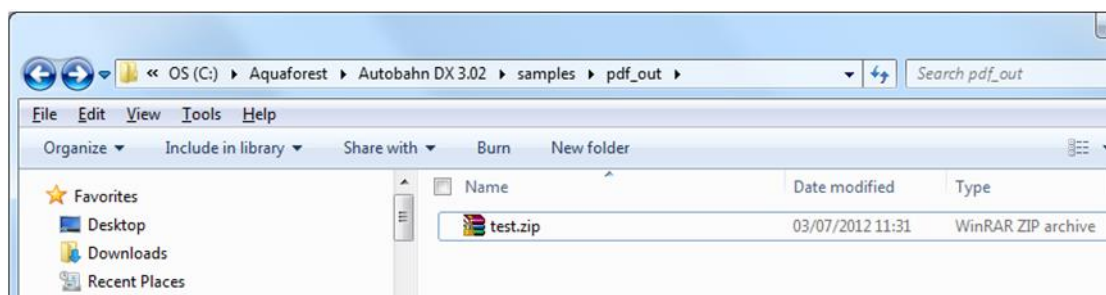 « OS (C:) ▸ Aquaforest ▸ Autobahn DX 3.02 ▸ samples ▸ pdf_out ▸ Search pdf_out
File Edit View Tools Help
Organize ▾ Include in library ▾ Share with ▾ Burn New folder
Favorites Name Date modified Type
Desktop test.zip 03/07/2012 11:31 WinRAR ZIP archive
Downloads
Recent Places